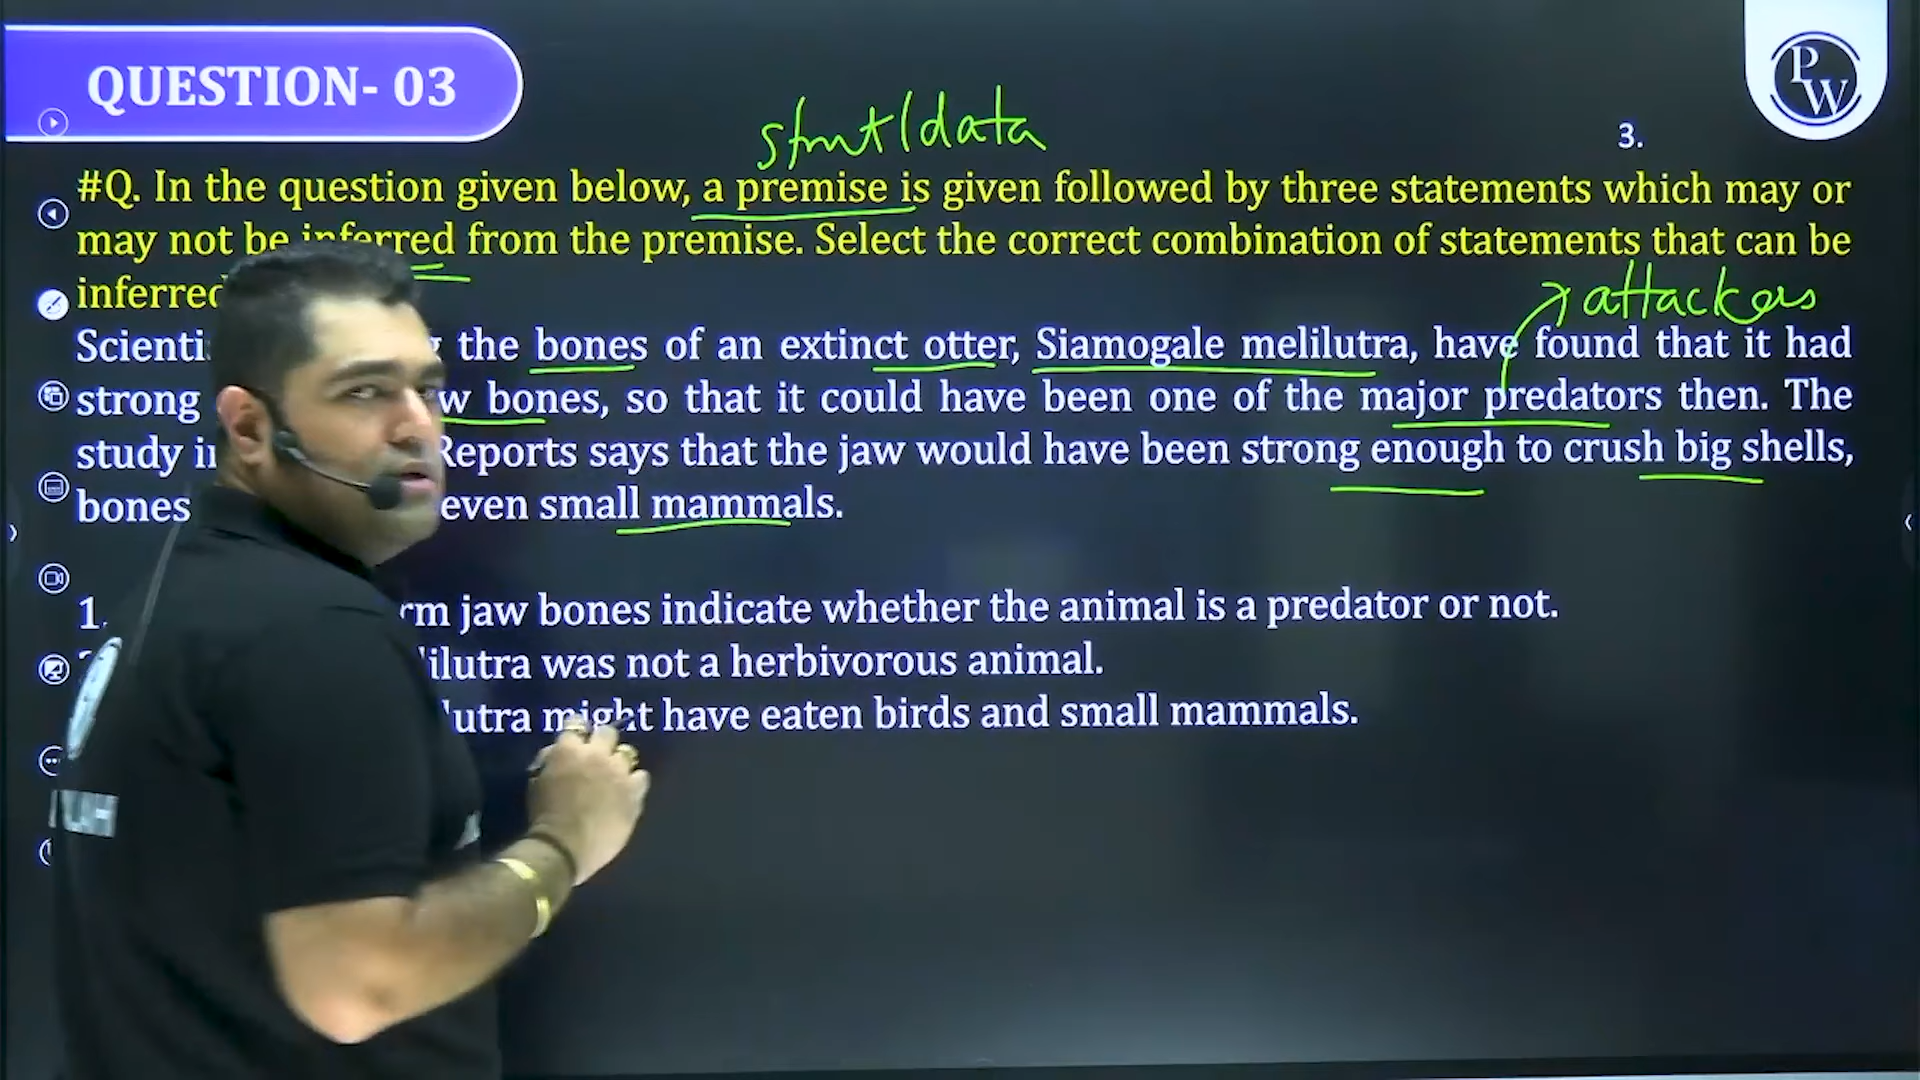 QUESTION- 03
P
W
stmt/data
3.
#Q. In the question given below, a premise is given followed by three statements which may or
may not be inferred from the premise. Select the correct combination of statements that can be
inferred
attackers
Scienti the bones of an extinct otter, Siamogale melilutra, have found that it had
strong w bones, so that it could have been one of the major predators then. The
study Reports says that the jaw would have been strong enough to crush big shells,
bones even small mammals.
1. rm jaw bones indicate whether the animal is a predator or not.
lilutra was not a herbivorous animal.
lutra might have eaten birds and small mammals.